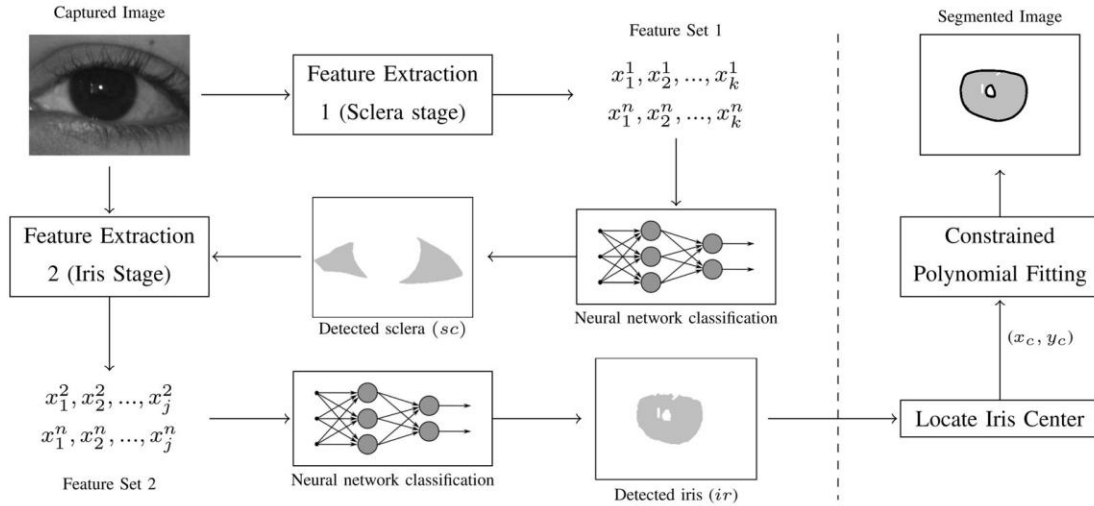 Captured Image
Feature Extraction
1 (Sclera stage)
Feature Set 1
x_1^1, x_2^1, ..., x_k^1
x_1^n, x_2^n, ..., x_k^n
Segmented Image
Feature Extraction
2 (Iris Stage)
Detected sclera (sc)
Neural network classification
Constrained
Polynomial Fitting
(x_c, y_c)
x_1^2, x_2^2, ..., x_j^2
x_1^n, x_2^n, ..., x_j^n
Feature Set 2
Neural network classification
Detected iris (ir)
Locate Iris Center